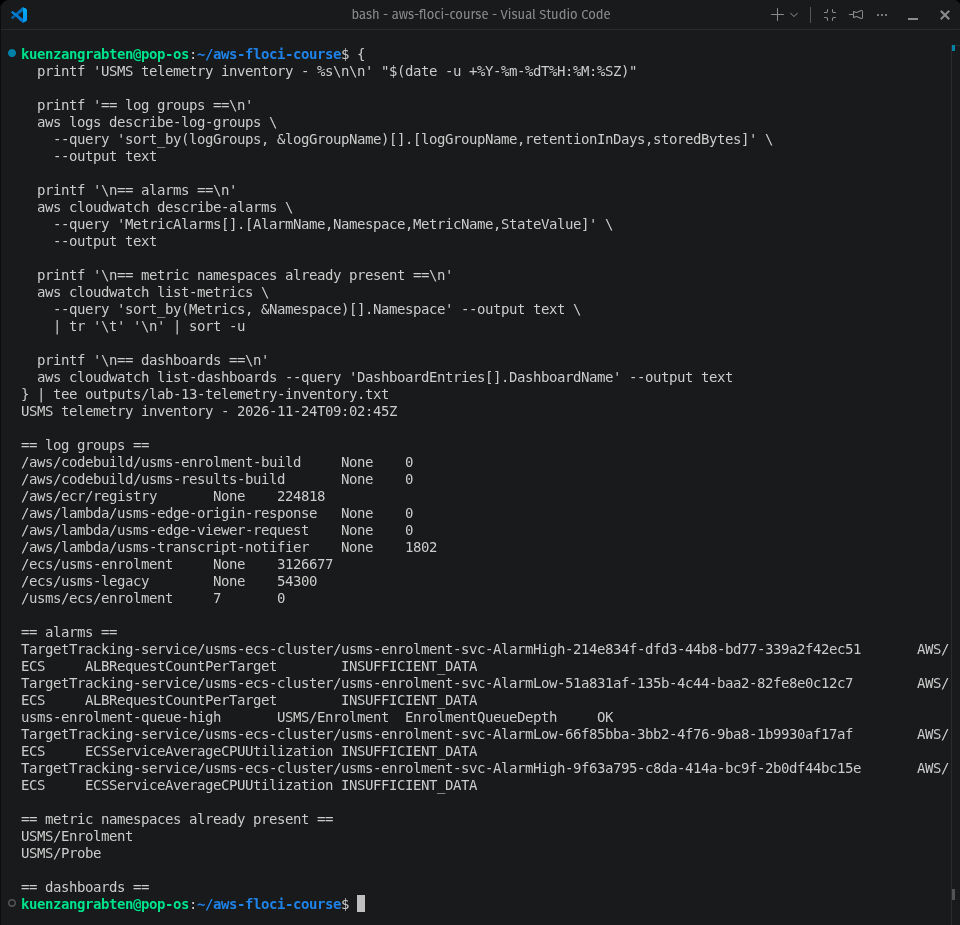 bash - aws-floci-course - Visual Studio Code
kuenzangrabten@pop-os:~/aws-floci-course$ {
  printf 'USMS telemetry inventory - %s\n\n' "$(date -u +%Y-%m-%dT%H:%M:%SZ)"

  printf '== log groups ==\n'
  aws logs describe-log-groups \
    --query 'sort_by(logGroups, &logGroupName)[].[logGroupName,retentionInDays,storedBytes]' \
    --output text

  printf '\n== alarms ==\n'
  aws cloudwatch describe-alarms \
    --query 'MetricAlarms[].[AlarmName,Namespace,MetricName,StateValue]' \
    --output text

  printf '\n== metric namespaces already present ==\n'
  aws cloudwatch list-metrics \
    --query 'sort_by(Metrics, &Namespace)[].Namespace' --output text \
    | tr '\t' '\n' | sort -u

  printf '\n== dashboards ==\n'
  aws cloudwatch list-dashboards --query 'DashboardEntries[].DashboardName' --output text
} | tee outputs/lab-13-telemetry-inventory.txt
USMS telemetry inventory - 2026-11-24T09:02:45Z

== log groups ==
/aws/codebuild/usms-enrolment-build     None    0
/aws/codebuild/usms-results-build       None    0
/aws/ecr/registry       None    224818
/aws/lambda/usms-edge-origin-response   None    0
/aws/lambda/usms-edge-viewer-request    None    0
/aws/lambda/usms-transcript-notifier    None    1802
/ecs/usms-enrolment     None    3126677
/ecs/usms-legacy        None    54300
/usms/ecs/enrolment     7       0

== alarms ==
TargetTracking-service/usms-ecs-cluster/usms-enrolment-svc-AlarmHigh-214e834f-dfd3-44b8-bd77-339a2f42ec51       AWS/
ECS     ALBRequestCountPerTarget        INSUFFICIENT_DATA
TargetTracking-service/usms-ecs-cluster/usms-enrolment-svc-AlarmLow-51a831af-135b-4c44-baa2-82fe8e0c12c7        AWS/
ECS     ALBRequestCountPerTarget        INSUFFICIENT_DATA
usms-enrolment-queue-high       USMS/Enrolment  EnrolmentQueueDepth     OK
TargetTracking-service/usms-ecs-cluster/usms-enrolment-svc-AlarmLow-66f85bba-3bb2-4f76-9ba8-1b9930af17af        AWS/
ECS     ECSServiceAverageCPUUtilization INSUFFICIENT_DATA
TargetTracking-service/usms-ecs-cluster/usms-enrolment-svc-AlarmHigh-9f63a795-c8da-414a-bc9f-2b0df44bc15e       AWS/
ECS     ECSServiceAverageCPUUtilization INSUFFICIENT_DATA

== metric namespaces already present ==
USMS/Enrolment
USMS/Probe

== dashboards ==
kuenzangrabten@pop-os:~/aws-floci-course$